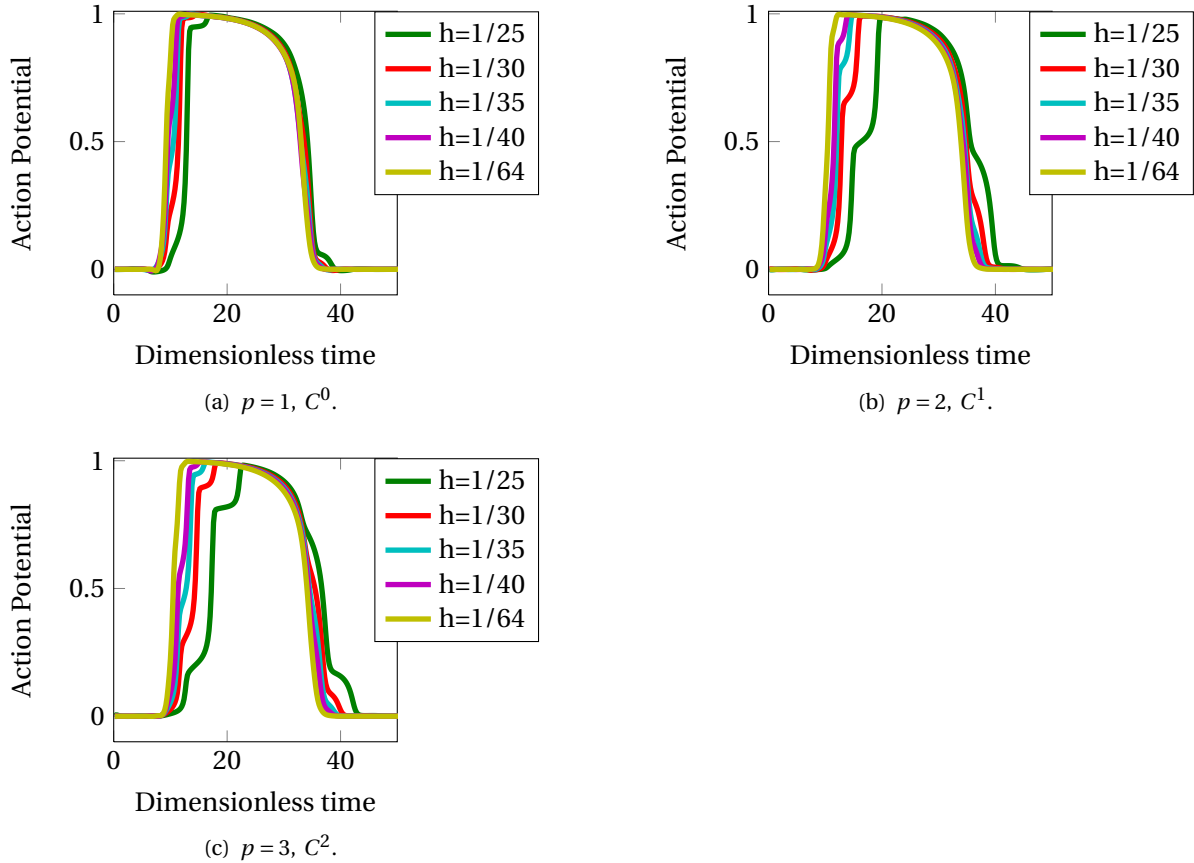 1
0.5
0
Action Potential
0
20
40
Dimensionless time
h=1/25
h=1/30
h=1/35
h=1/40
h=1/64
(a) p = 1, C^0.
1
0.5
0
Action Potential
0
20
40
Dimensionless time
h=1/25
h=1/30
h=1/35
h=1/40
h=1/64
(b) p = 2, C^1.
1
0.5
0
Action Potential
0
20
40
Dimensionless time
h=1/25
h=1/30
h=1/35
h=1/40
h=1/64
(c) p = 3, C^2.